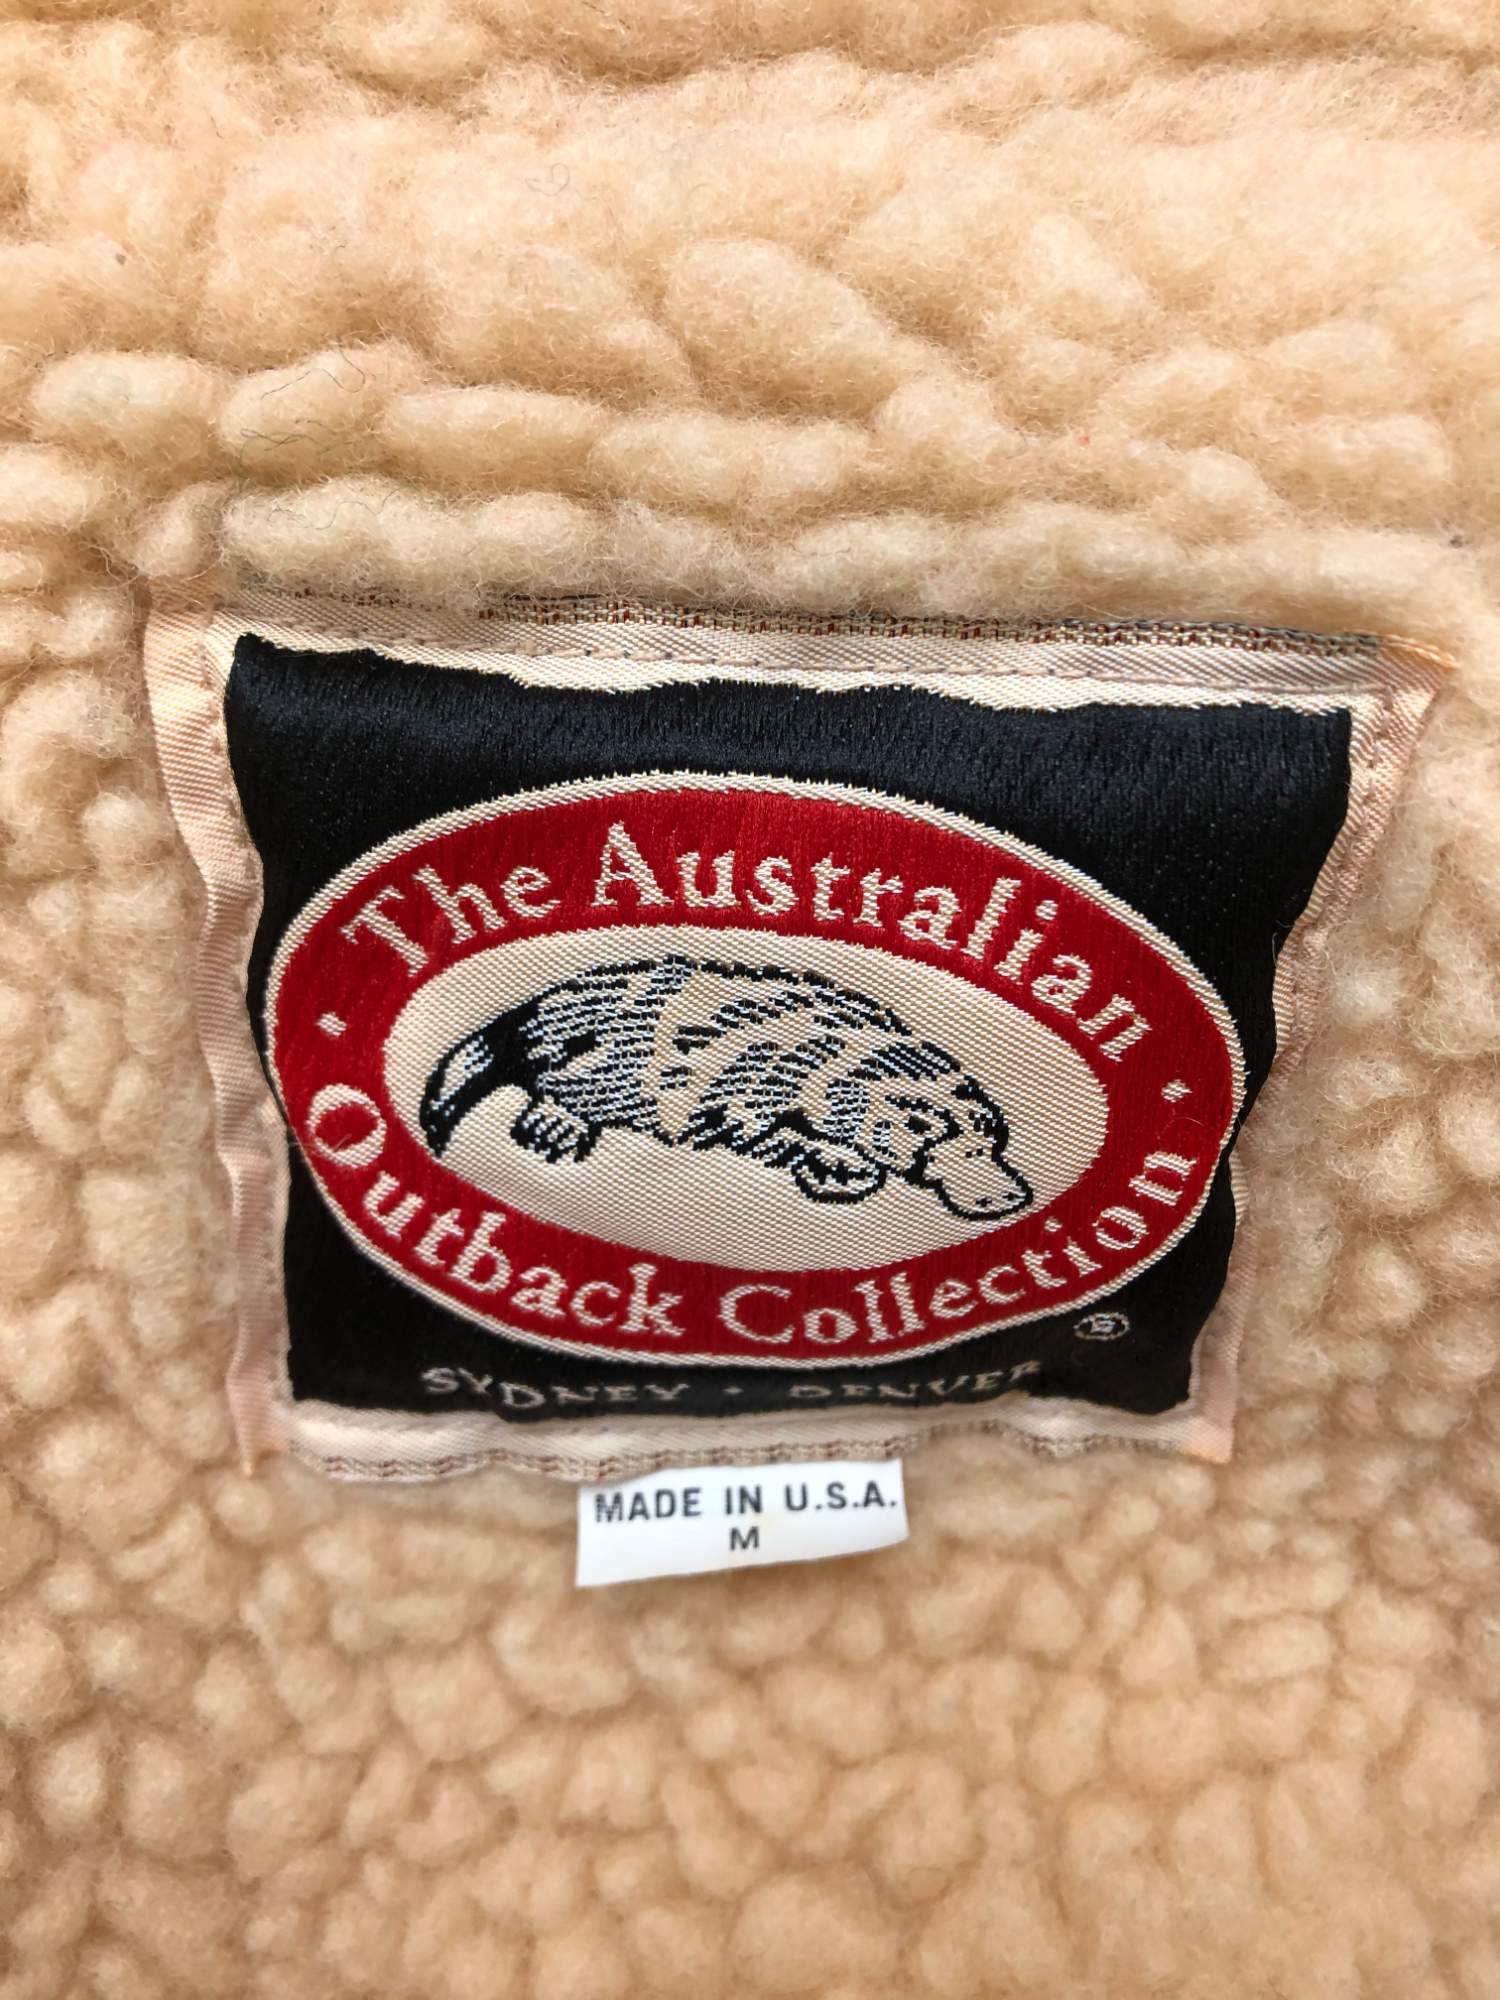 The Australian
Outback Collection
®
SYDNEY · DENVER
MADE IN U.S.A.
M